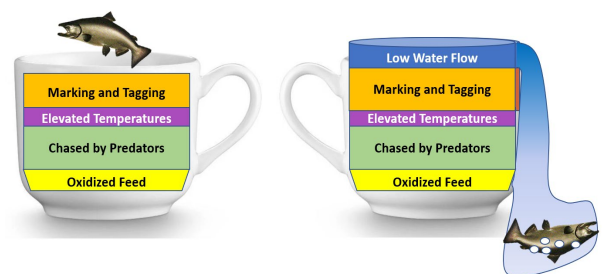 Marking and Tagging
Elevated Temperatures
Chased by Predators
Oxidized Feed
Low Water Flow
Marking and Tagging
Elevated Temperatures
Chased by Predators
Oxidized Feed